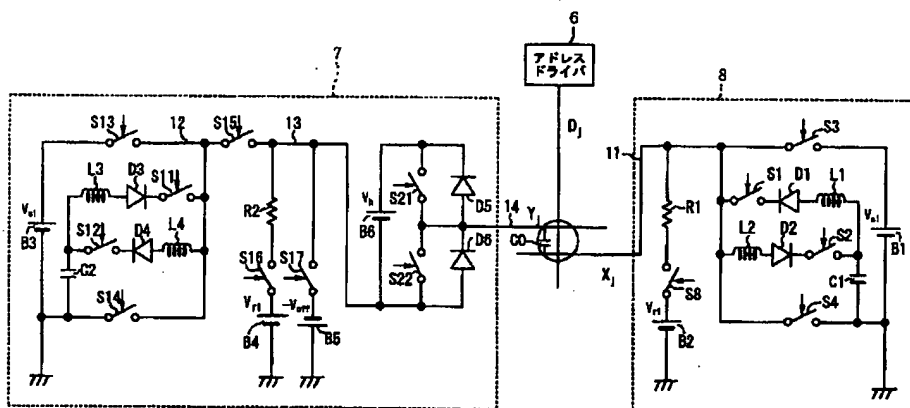 6
アドレス
ドライバ
7
8
S13
12
S15
13
S3
Dj
11
L3
D3
S11
S21
D5
S1
D1
L1
Vs1
B3
R2
Vh
B6
14
Yj
R1
S12
D4
L4
D6
C0
L2
D2
S2
Vs1
B1
C2
S16
S17
S22
Xj
S8
C1
S14
Vr1
-Voff
Vr1
S4
B4
B5
B2